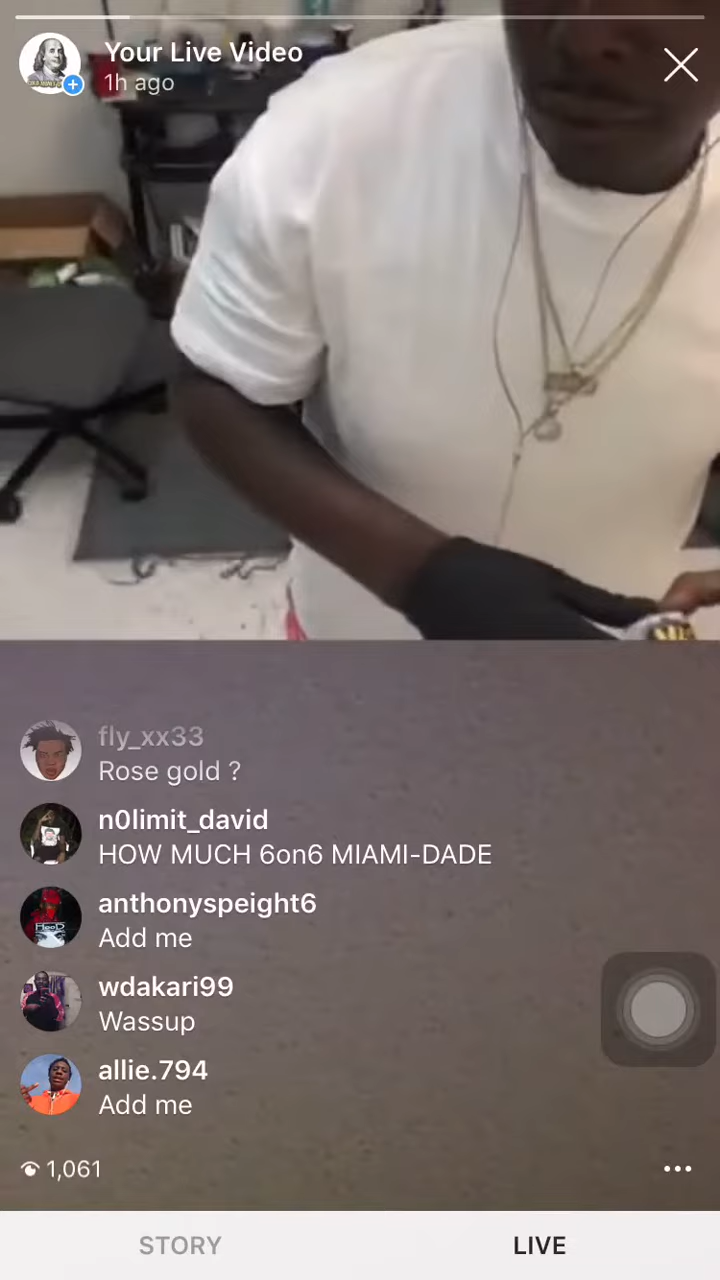 Your Live Video
1h ago
fly_xx33
Rose gold ?
n0limit_david
HOW MUCH 6on6 MIAMI-DADE
anthonyspeight6
Add me
wdakari99
Wassup
allie.794
Add me
1,061
STORY
LIVE